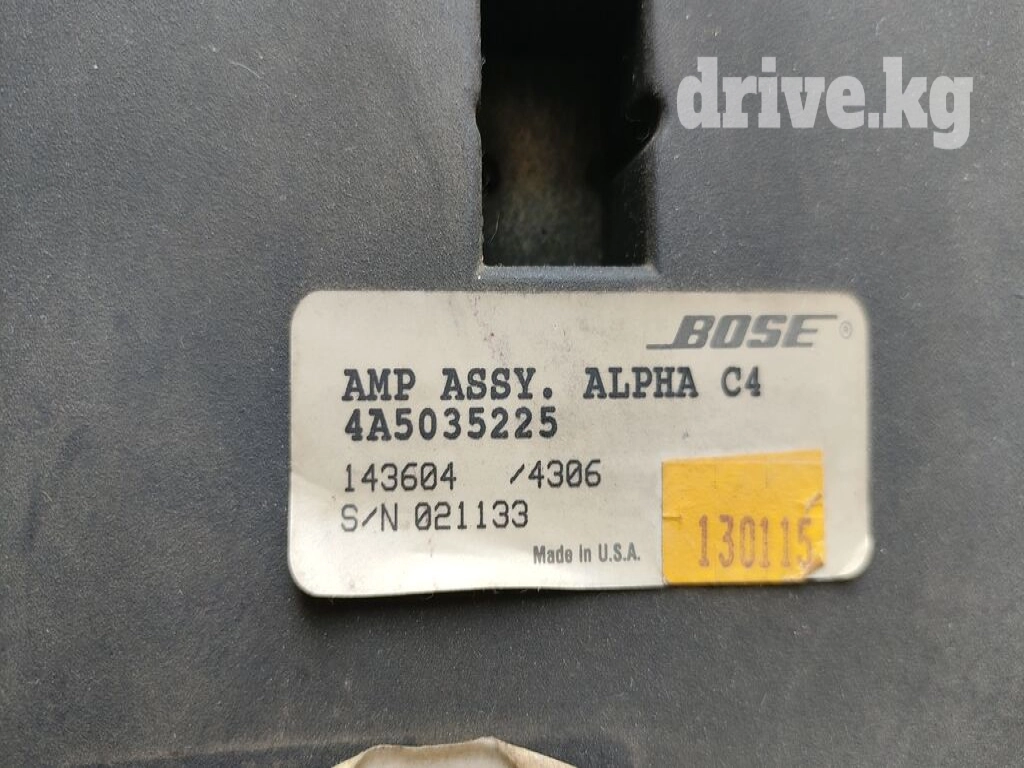 drive.kg
BOSE®
AMP ASSY. ALPHA C4
4A5035225
143604 /4306
S/N 021133
Made in U.S.A.
130115